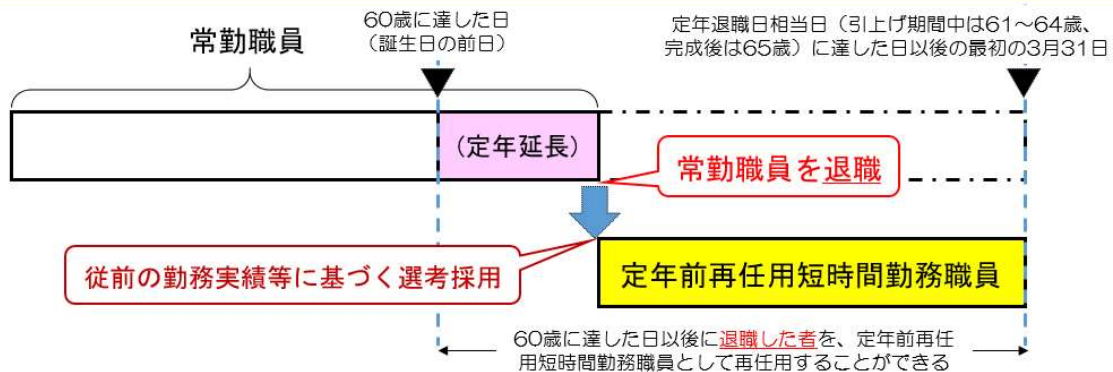 常勤職員
60歳に達した日
（誕生日の前日）
定年退職日相当日（引上げ期間中は61～64歳、
完成後は65歳）に達した日以後の最初の3月31日
（定年延長）
常勤職員を退職
従前の勤務実績等に基づく選考採用
定年前再任用短時間勤務職員
60歳に達した日以後に退職した者を、定年前再任
用短時間勤務職員として再任用することができる